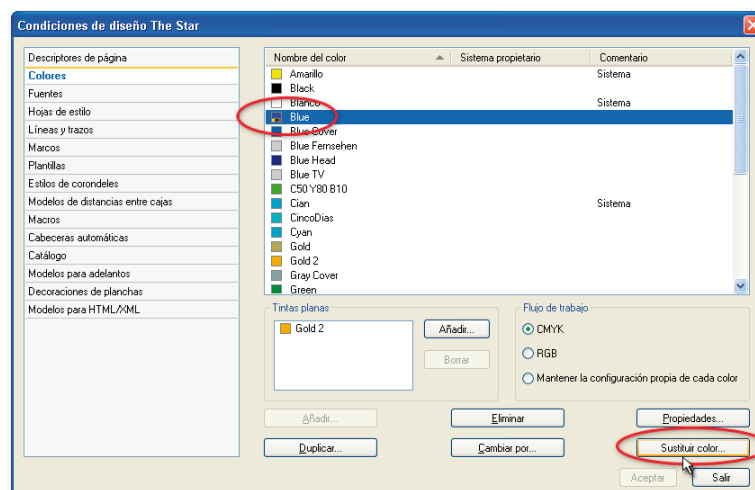 Condiciones de diseño The Star
Descriptores de página
Colores
Fuentes
Hojas de estilo
Líneas y trazos
Marcos
Plantillas
Estilos de corondeles
Modelos de distancias entre cajas
Macros
Cabeceras automáticas
Catálogo
Modelos para adelantos
Decoraciones de planchas
Modelos para HTML/XML
Nombre del color Sistema propietario Comentario
Amarillo Sistema
Black
Blanco Sistema
Blue
Blue Cover
Blue Fernsehen
Blue Head
Blue TV
C50 Y80 B10
Cian Sistema
CincoDias
Cyan
Gold
Gold 2
Gray Cover
Green
Tintas planas
Gold 2
Añadir...
Borrar
Flujo de trabajo
CMYK
RGB
Mantener la configuración propia de cada color
Añadir... Eliminar Propiedades...
Duplicar... Cambiar por... Sustituir color...
Aceptar Salir